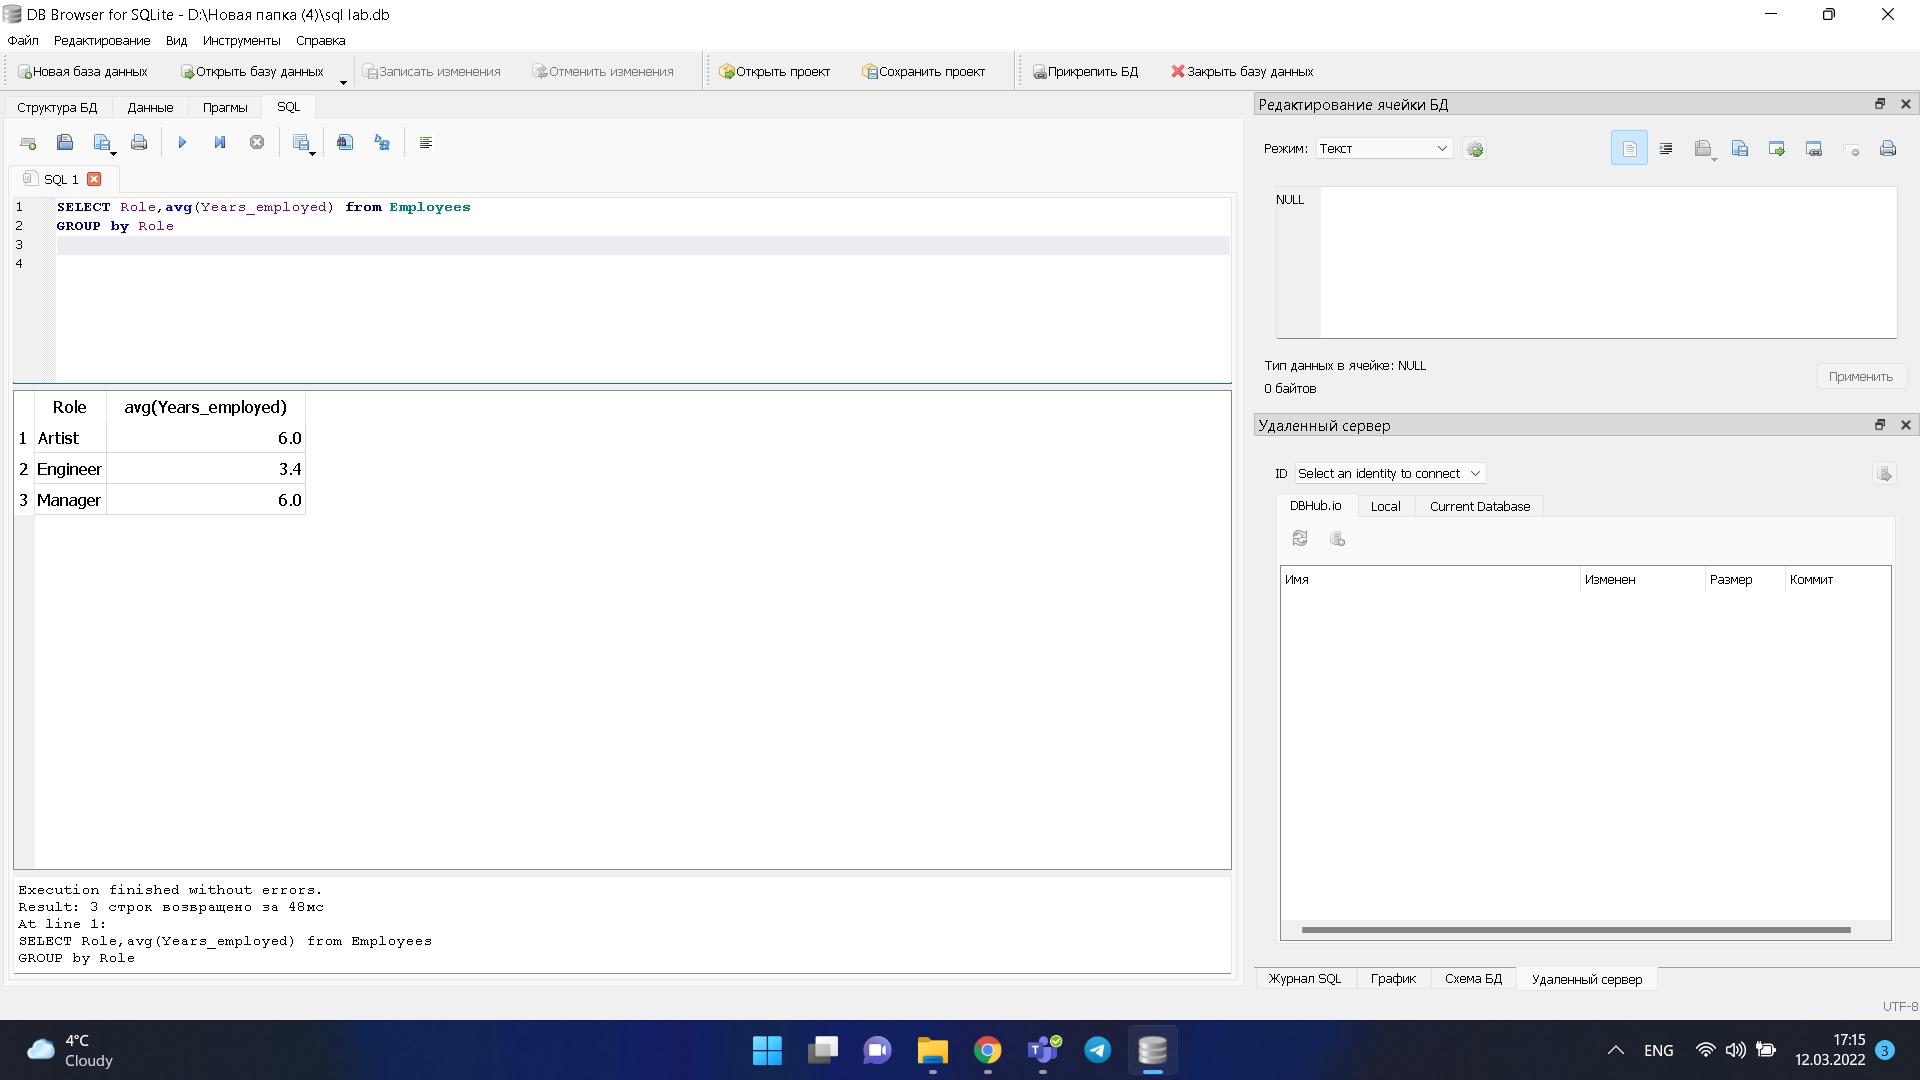 DB Browser for SQLite - D:\Новая папка (4)\sql lab.db
Файл Редактирование Вид Инструменты Справка
Новая база данных Открыть базу данных Записать изменения Отменить изменения Открыть проект Сохранить проект Прикрепить БД Закрыть базу данных
Структура БД Данные Прагмы SQL
SQL 1
1 SELECT Role,avg(Years_employed) from Employees
2 GROUP by Role
3
4
Role avg(Years_employed)
1 Artist 6.0
2 Engineer 3.4
3 Manager 6.0
Execution finished without errors.
Result: 3 строк возвращено за 48мс
At line 1:
SELECT Role,avg(Years_employed) from Employees
GROUP by Role
Редактирование ячейки БД
Режим: Текст
NULL
Тип данных в ячейке: NULL
0 байтов
Применить
Удаленный сервер
ID Select an identity to connect
DBHub.io Local Current Database
Имя Изменен Размер Коммит
Журнал SQL График Схема БД Удаленный сервер
UTF-8
4°C
Cloudy
ENG
17:15
12.03.2022
3